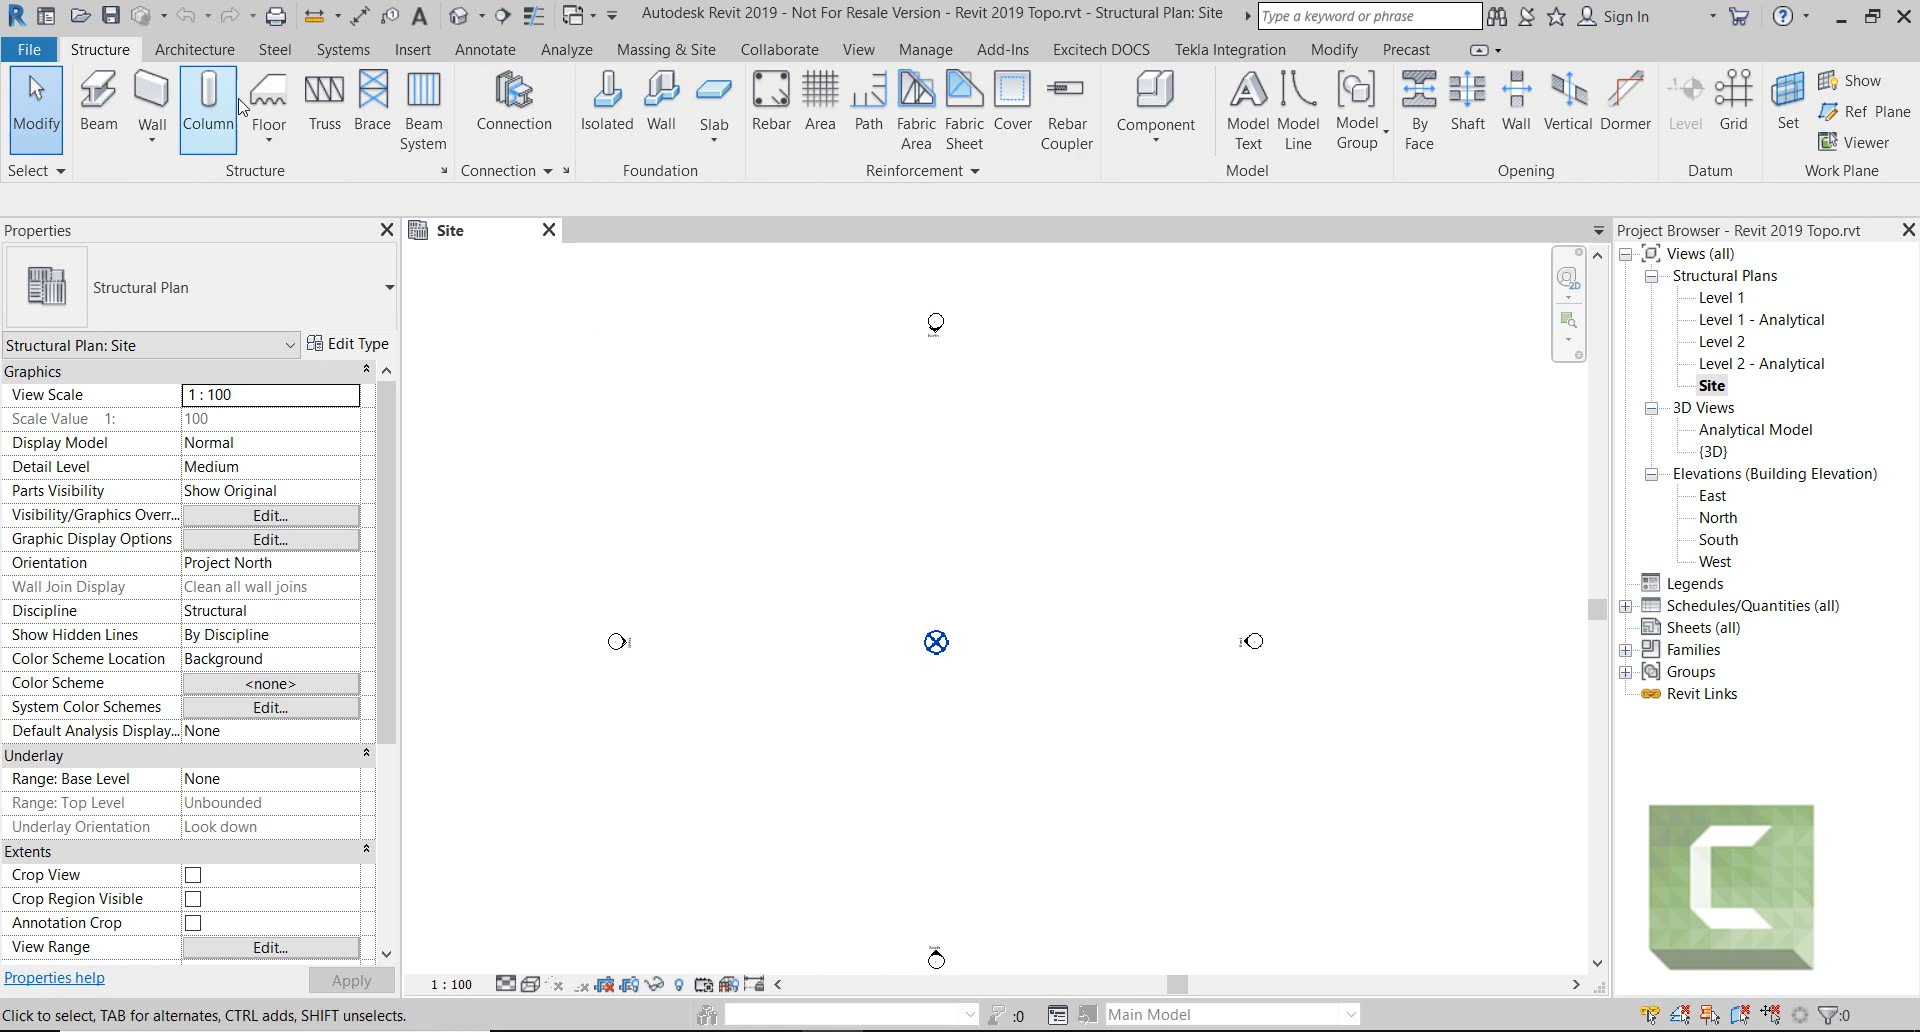 Autodesk Revit 2019 - Not For Resale Version - Revit 2019 Topo.rvt - Structural Plan: Site
Type a keyword or phrase
Sign In
File Structure Architecture Steel Systems Insert Annotate Analyze Massing & Site Collaborate View Manage Add-Ins Excitech DOCS Tekla Integration Modify Precast
Modify Beam Wall Column Floor Truss Brace Beam System Connection Isolated Wall Slab Rebar Area Path Fabric Area Fabric Sheet Cover Rebar Coupler Component Model Text Model Line Model Group By Face Shaft Wall Vertical Dormer Level Grid Set Show Ref Plane Viewer
Select Structure Connection Foundation Reinforcement Model Opening Datum Work Plane
Properties
Structural Plan
Structural Plan: Site Edit Type
Graphics
View Scale 1 : 100
Scale Value 1: 100
Display Model Normal
Detail Level Medium
Parts Visibility Show Original
Visibility/Graphics Overr... Edit...
Graphic Display Options Edit...
Orientation Project North
Wall Join Display Clean all wall joins
Discipline Structural
Show Hidden Lines By Discipline
Color Scheme Location Background
Color Scheme <none>
System Color Schemes Edit...
Default Analysis Display... None
Underlay
Range: Base Level None
Range: Top Level Unbounded
Underlay Orientation Look down
Extents
Crop View
Crop Region Visible
Annotation Crop
View Range Edit...
Properties help Apply
Site
2D
1 : 100
Project Browser - Revit 2019 Topo.rvt
Views (all)
Structural Plans
Level 1
Level 1 - Analytical
Level 2
Level 2 - Analytical
Site
3D Views
Analytical Model
{3D}
Elevations (Building Elevation)
East
North
South
West
Legends
Schedules/Quantities (all)
Sheets (all)
Families
Groups
Revit Links
Click to select, TAB for alternates, CTRL adds, SHIFT unselects.
:0
Main Model
:0